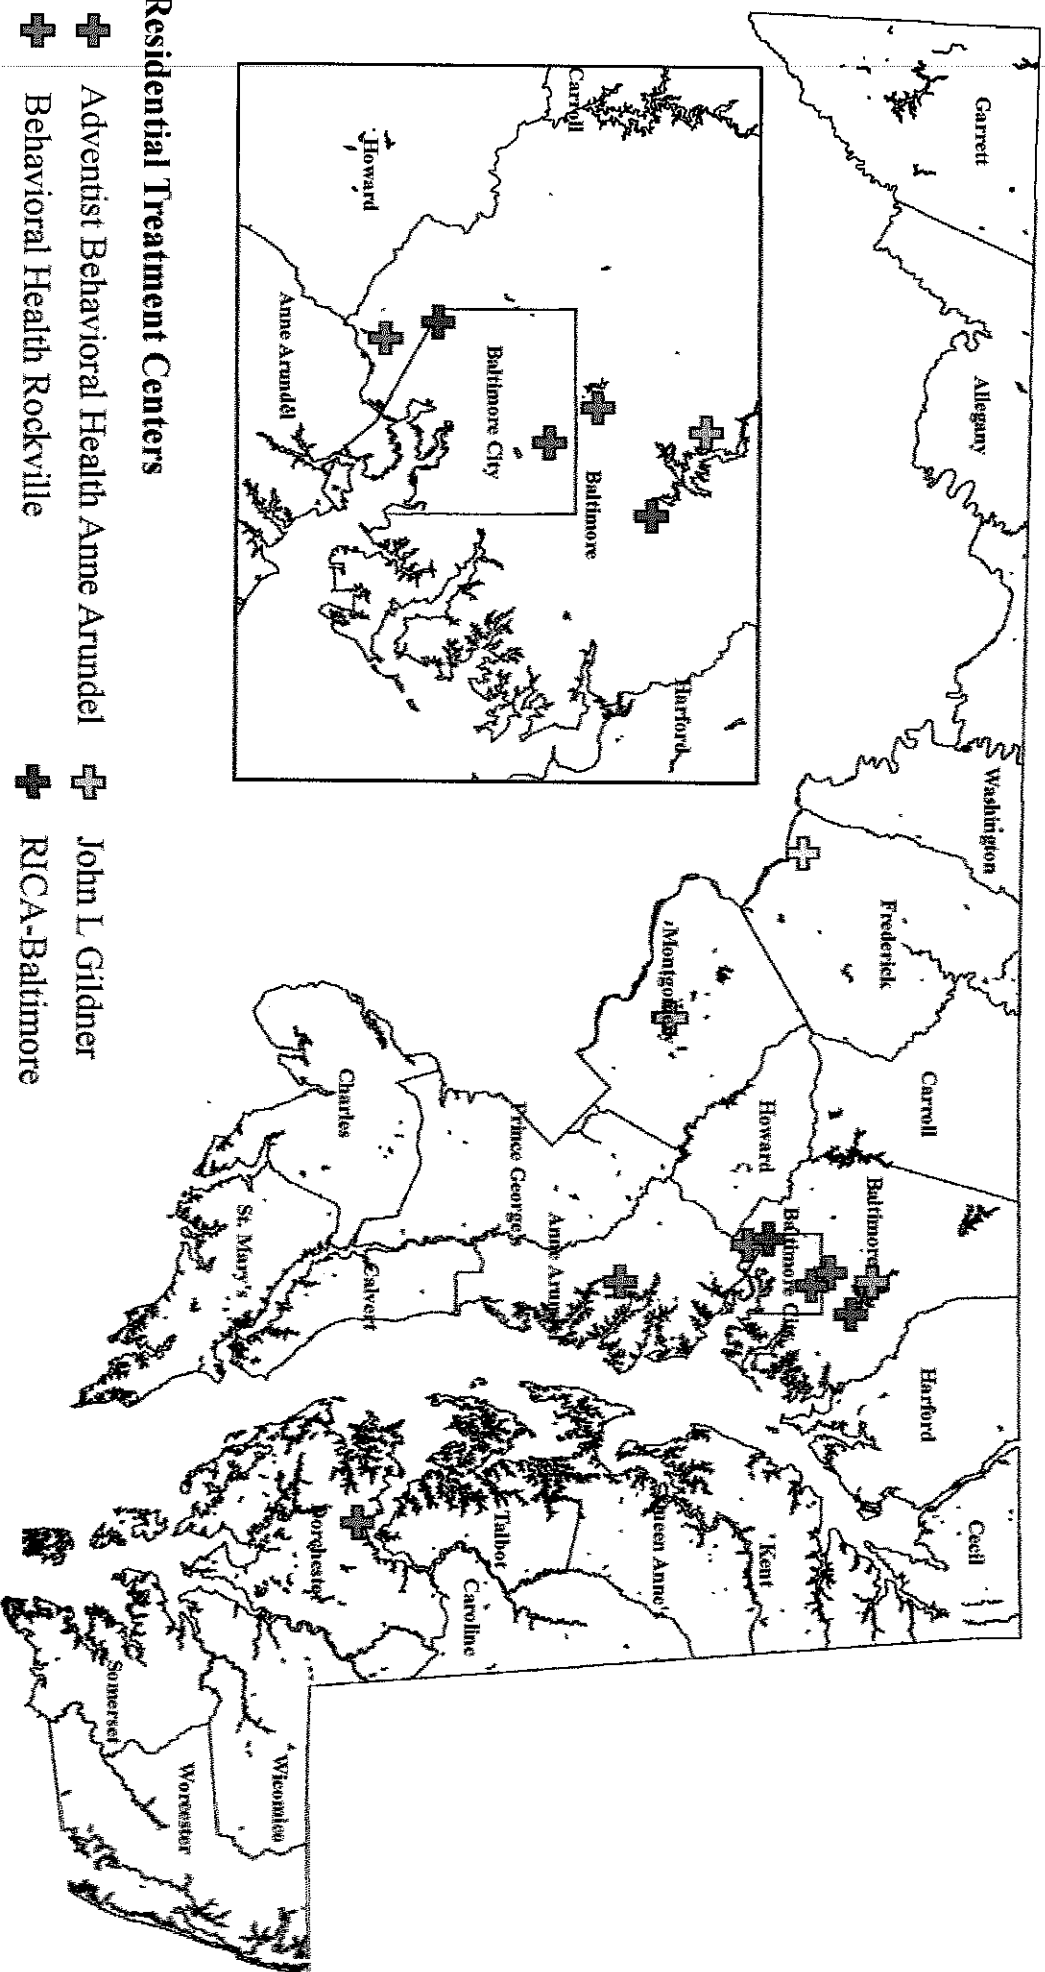 Garrett
Allegany
Washington
Frederick
Carroll
Baltimore
Harford
Cecil
Montgomery
Howard
Baltimore City
Kent
Prince George's
Anne Arundel
Queen Anne's
Charles
Calvert
St. Mary's
Talbot
Caroline
Dorchester
Wicomico
Somerset
Worcester
Carroll
Howard
Anne Arundel
Baltimore City
Baltimore
Harford
Residential Treatment Centers
Adventist Behavioral Health Anne Arundel
John L Gildner
Behavioral Health Rockville
RICA-Baltimore